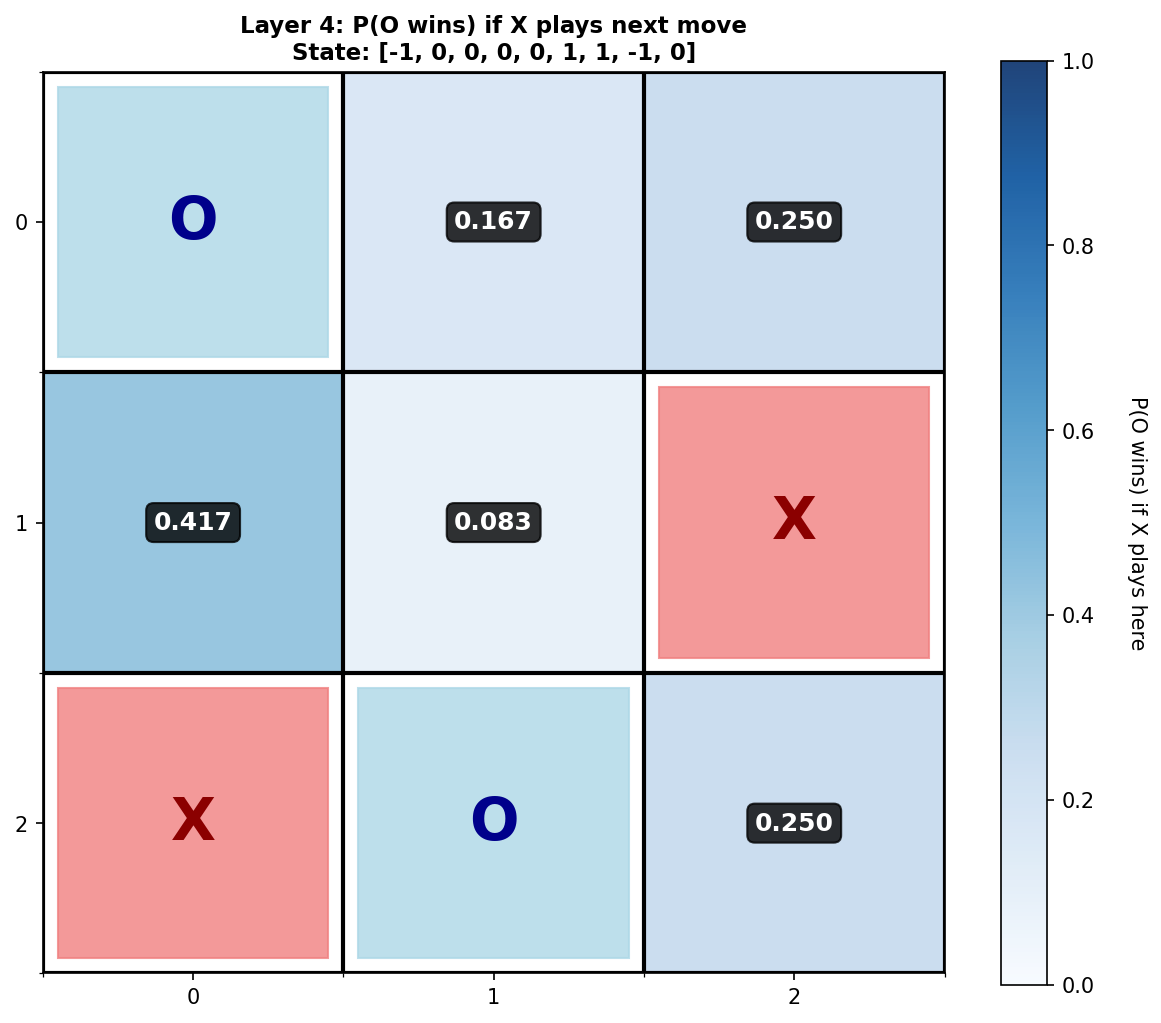 Layer 4: P(O wins) if X plays next move
State: [-1, 0, 0, 0, 0, 1, 1, -1, 0]
0
O
0.167
0.250
1
0.417
0.083
X
2
X
O
0.250
0
1
2
1.0
0.8
0.6
0.4
0.2
0.0
P(O wins) if X plays here